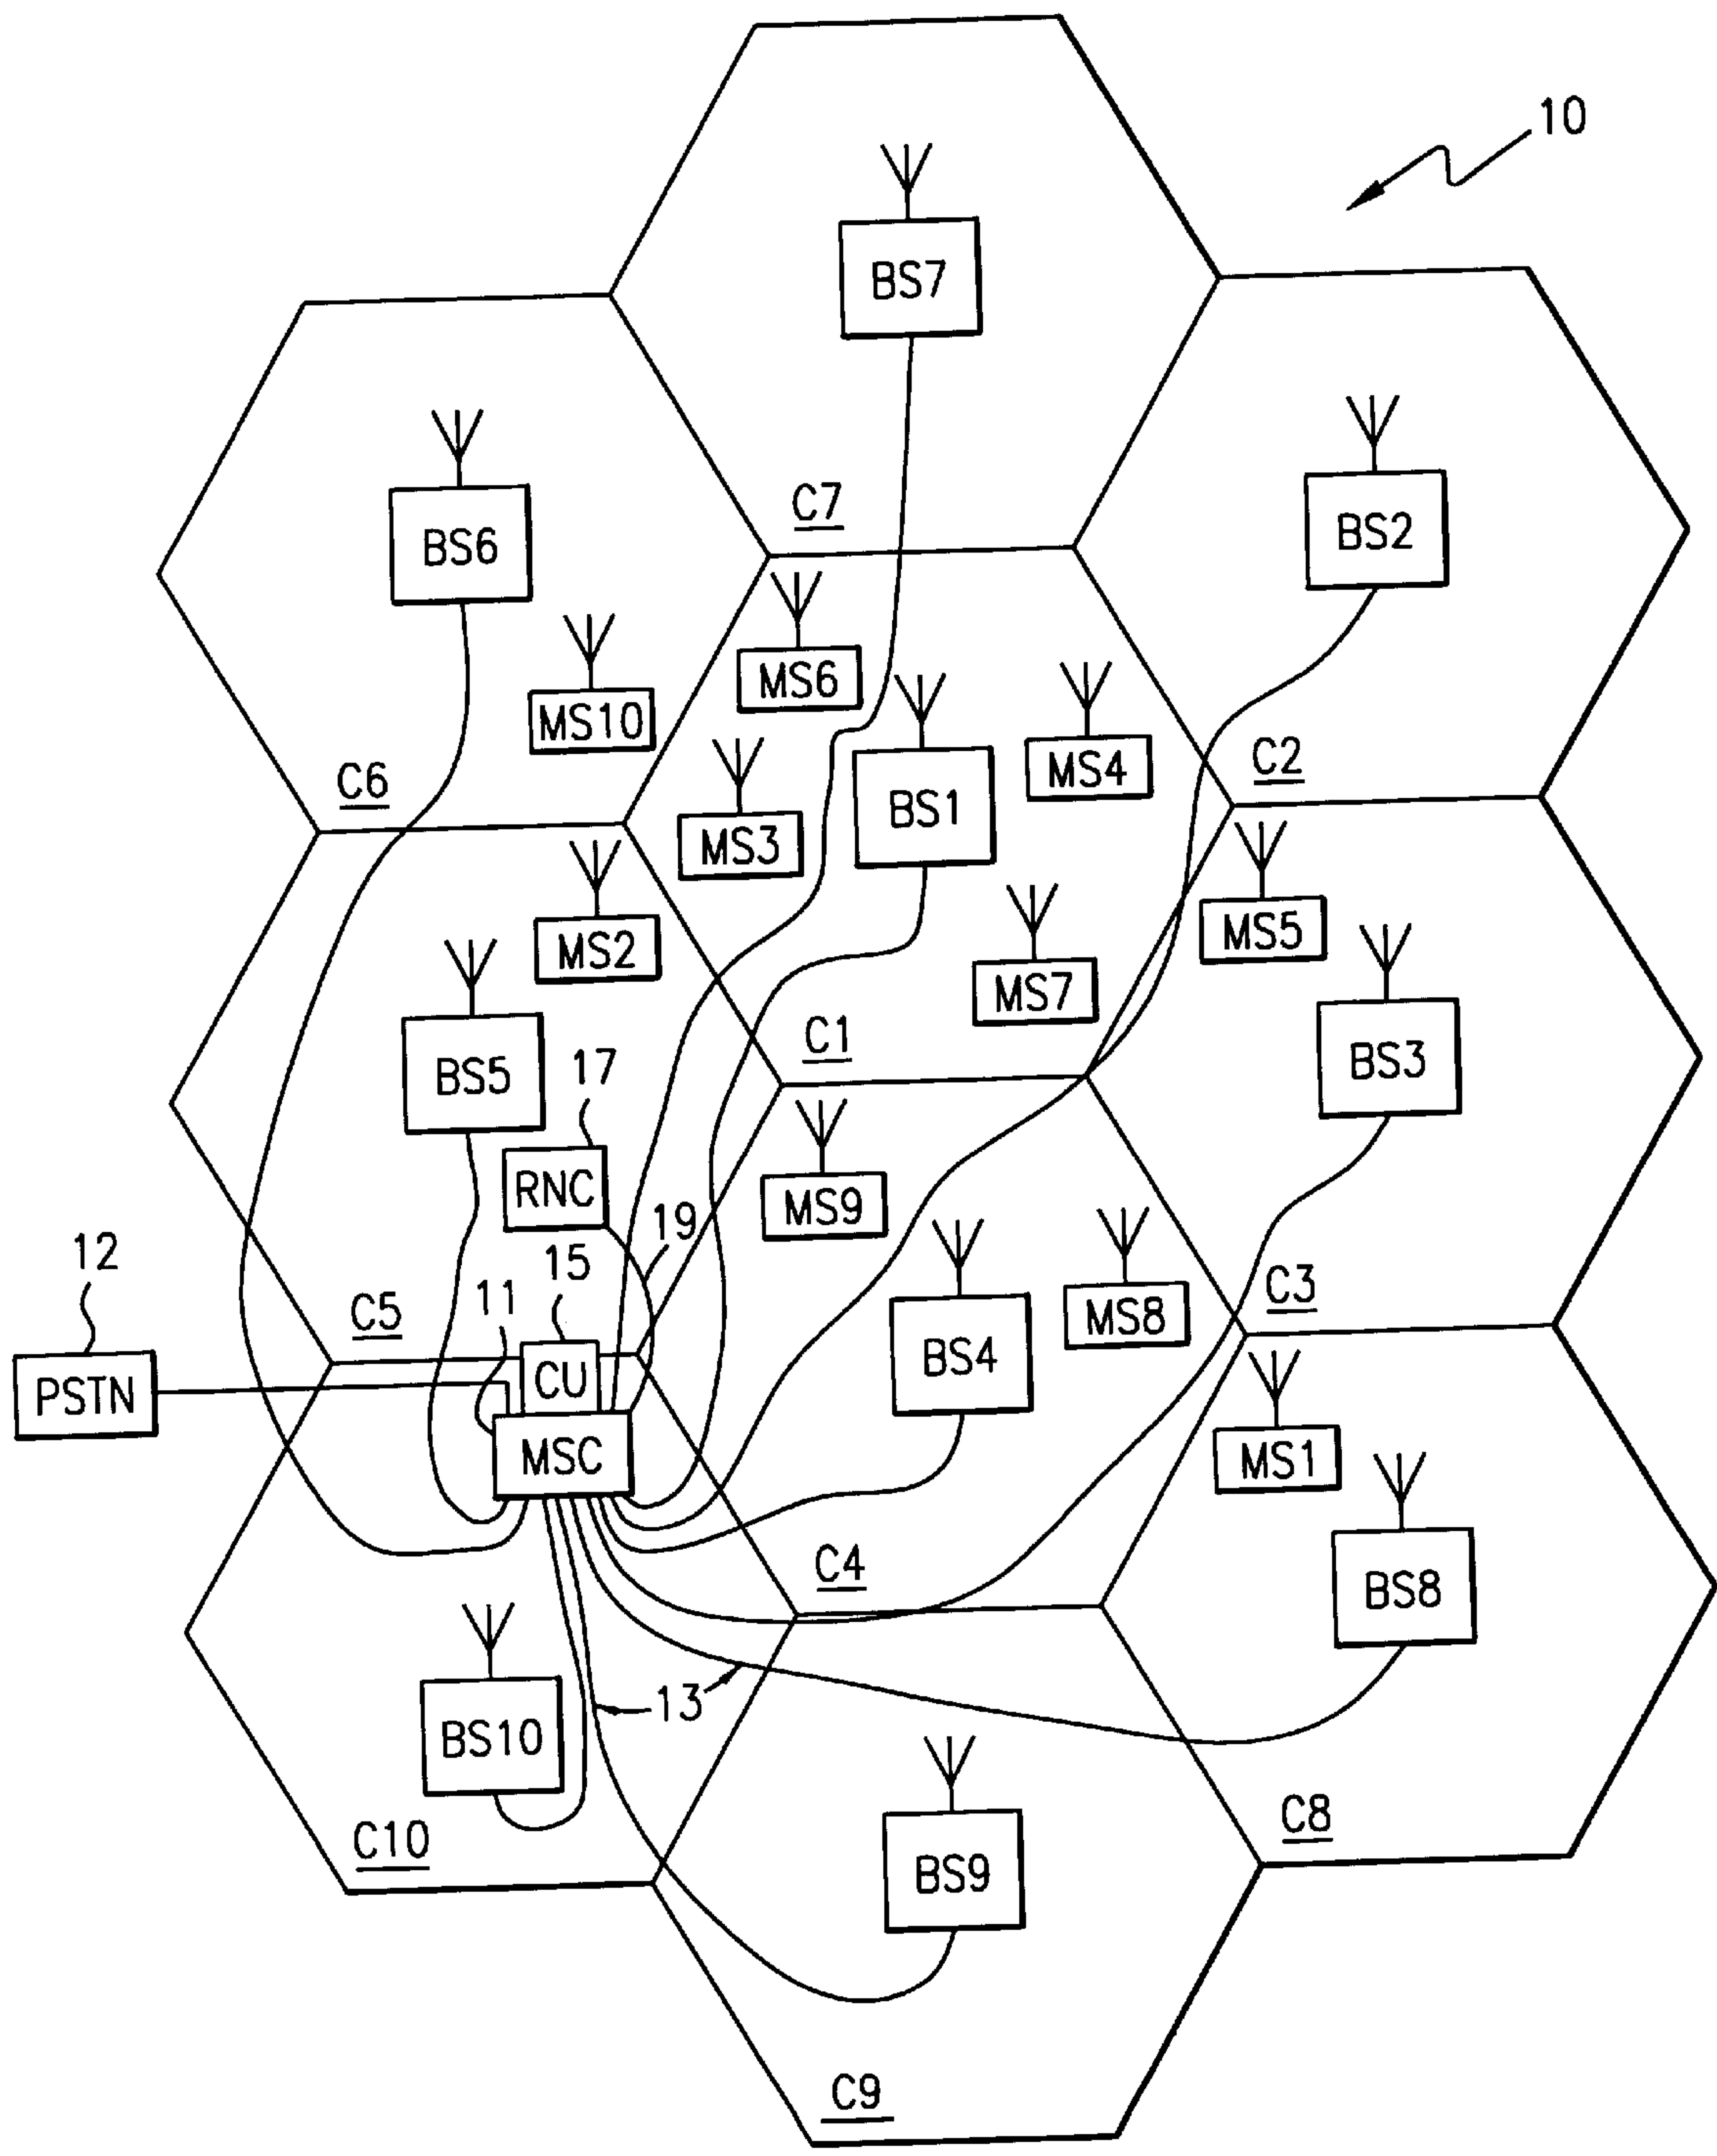 10
BS7
BS2
C7
BS6
MS6
MS10
MS4
C2
C6
BS1
MS3
MS5
MS2
MS7
BS3
C1
BS5
17
RNC
MS9
19
12
15
11
C3
C5
MS8
BS4
PSTN
CU
MSC
MS1
C4
BS8
13
BS10
C8
C10
BS9
C9